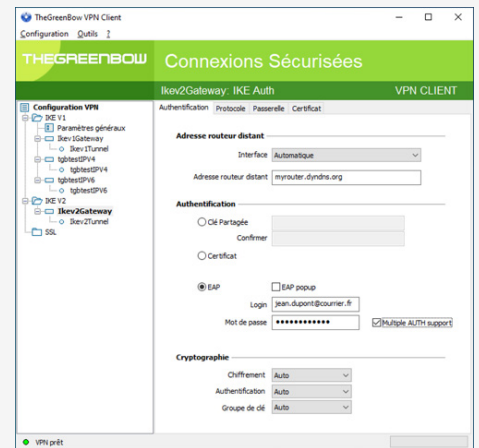 TheGreenBow VPN Client
Configuration Outils ?
THEGREENBOW
Connexions Sécurisées
Ikev2Gateway: IKE Auth
VPN CLIENT
Configuration VPN
IKE V1
Paramètres généraux
Ikev1Gateway
Ikev1Tunnel
tgbtestIPV4
tgbtestIPV4
tgbtestIPV6
tgbtestIPV6
IKE V2
Ikev2Gateway
Ikev2Tunnel
SSL
Authentification Protocole Passerelle Certificat
Adresse routeur distant
Interface Automatique
Adresse routeur distant myrouter.dyndns.org
Authentification
Clé Partagée
Confirmer
Certificat
EAP EAP popup
Login jean.dupont@courrier.fr
Mot de passe ●●●●●●●●●●●● Multiple AUTH support
Cryptographie
Chiffrement Auto
Authentification Auto
Groupe de clé Auto
VPN prêt